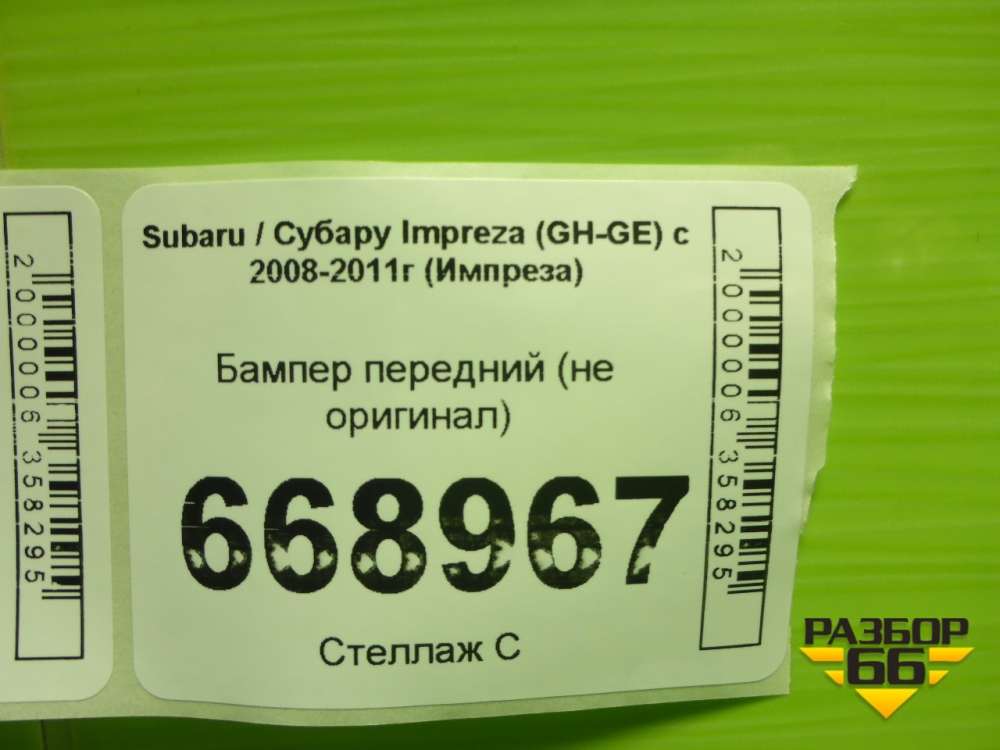 2000006358295
Subaru / Субару Impreza (GH-GE) с
2008-2011г (Импреза)
Бампер передний (не
оригинал)
668967
Стеллаж С
2000006358295
РАЗБОР
66